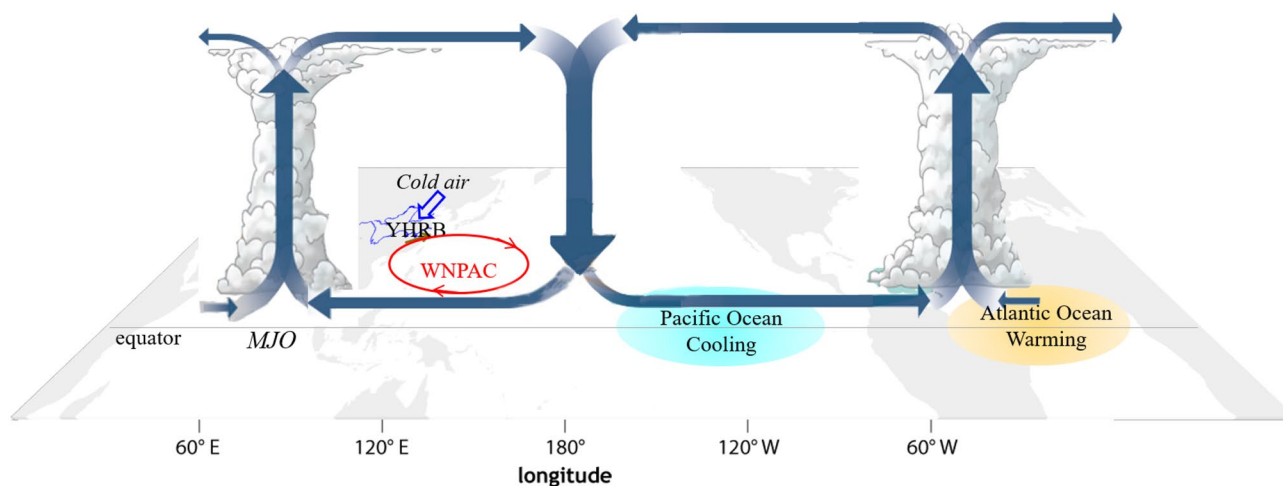 Cold air
YHRB
WNPAC
equator
MJO
Pacific Ocean
Cooling
Atlantic Ocean
Warming
60° E
120° E
180°
120° W
60° W
longitude